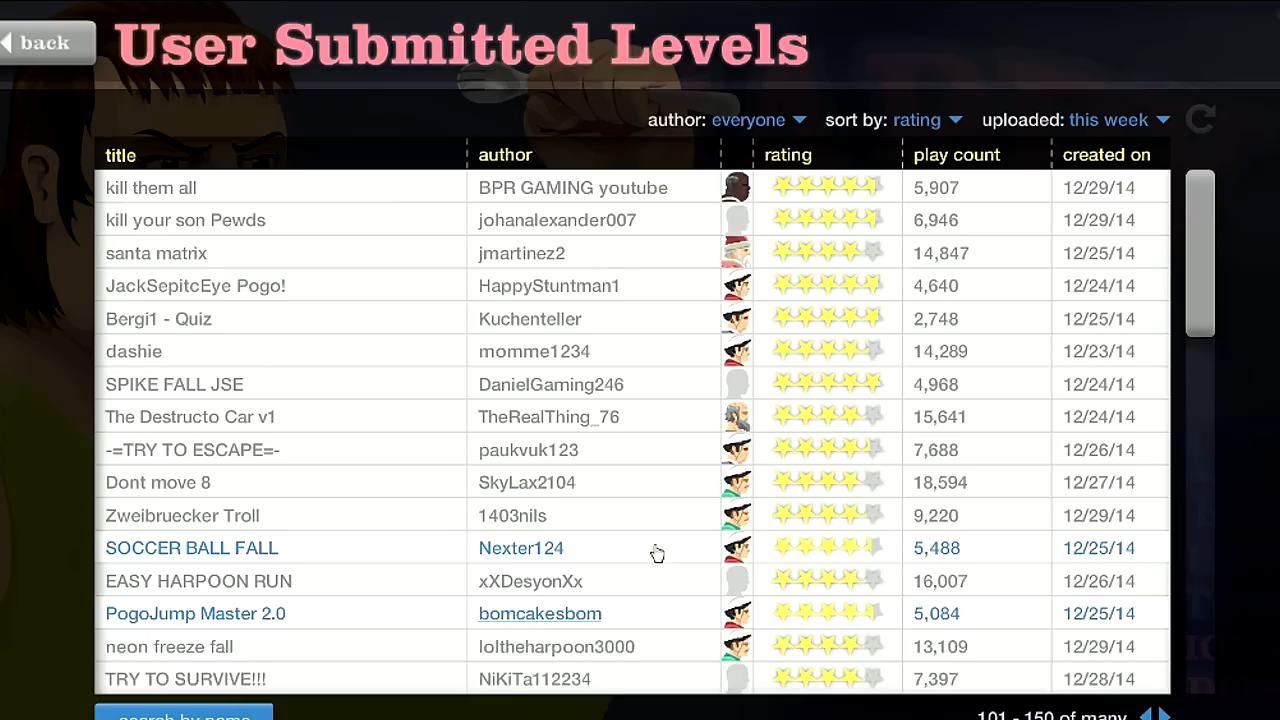 back
User Submitted Levels
author: everyone sort by: rating uploaded: this week
title author rating play count created on
kill them all BPR GAMING youtube 5,907 12/29/14
kill your son Pewds johanalexander007 6,946 12/29/14
santa matrix jmartinez2 14,847 12/25/14
JackSepitcEye Pogo! HappyStuntman1 4,640 12/24/14
Bergi1 - Quiz Kuchenteller 2,748 12/25/14
dashie momme1234 14,289 12/23/14
SPIKE FALL JSE DanielGaming246 4,968 12/24/14
The Destructo Car v1 TheRealThing_76 15,641 12/24/14
-=TRY TO ESCAPE=- paukvuk123 7,688 12/26/14
Dont move 8 SkyLax2104 18,594 12/27/14
Zweibruecker Troll 1403nils 9,220 12/29/14
SOCCER BALL FALL Nexter124 5,488 12/25/14
EASY HARPOON RUN xXDesyonXx 16,007 12/26/14
PogoJump Master 2.0 bomcakesbom 5,084 12/25/14
neon freeze fall loltheharpoon3000 13,109 12/29/14
TRY TO SURVIVE!!! NiKiTa112234 7,397 12/28/14
search by name 101 - 150 of many